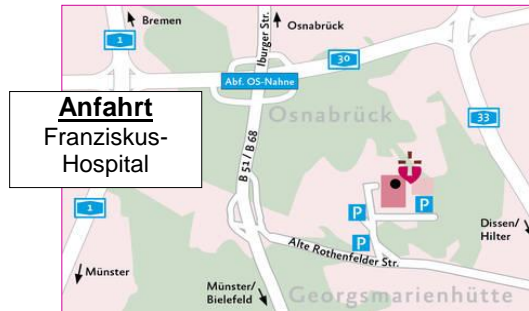 Bremen
Osnabrück
1
Iburger Str.
30
Abf. OS-Nahne
Anfahrt
Franziskus-
Hospital
Osnabrück
33
B 51 / B 68
1
P
P
P
Dissen/
Hilter
Alte Rothenfelder Str.
Münster
Münster/
Bielefeld
Georgsmarienhütte